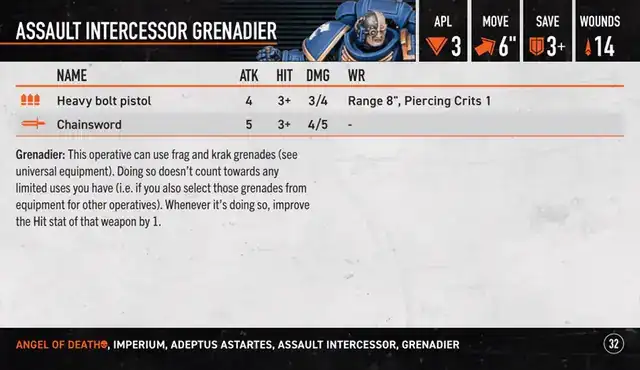 ASSAULT INTERCESSOR GRENADIER
APL MOVE SAVE WOUNDS
3 6" 3+ 14
NAME ATK HIT DMG WR
Heavy bolt pistol 4 3+ 3/4 Range 8", Piercing Crits 1
Chainsword 5 3+ 4/5 -
Grenadier: This operative can use frag and krak grenades (see
universal equipment). Doing so doesn't count towards any
limited uses you have (i.e. if you also select those grenades from
equipment for other operatives). Whenever it's doing so, improve
the Hit stat of that weapon by 1.
ANGEL OF DEATH, IMPERIUM, ADEPTUS ASTARTES, ASSAULT INTERCESSOR, GRENADIER
32